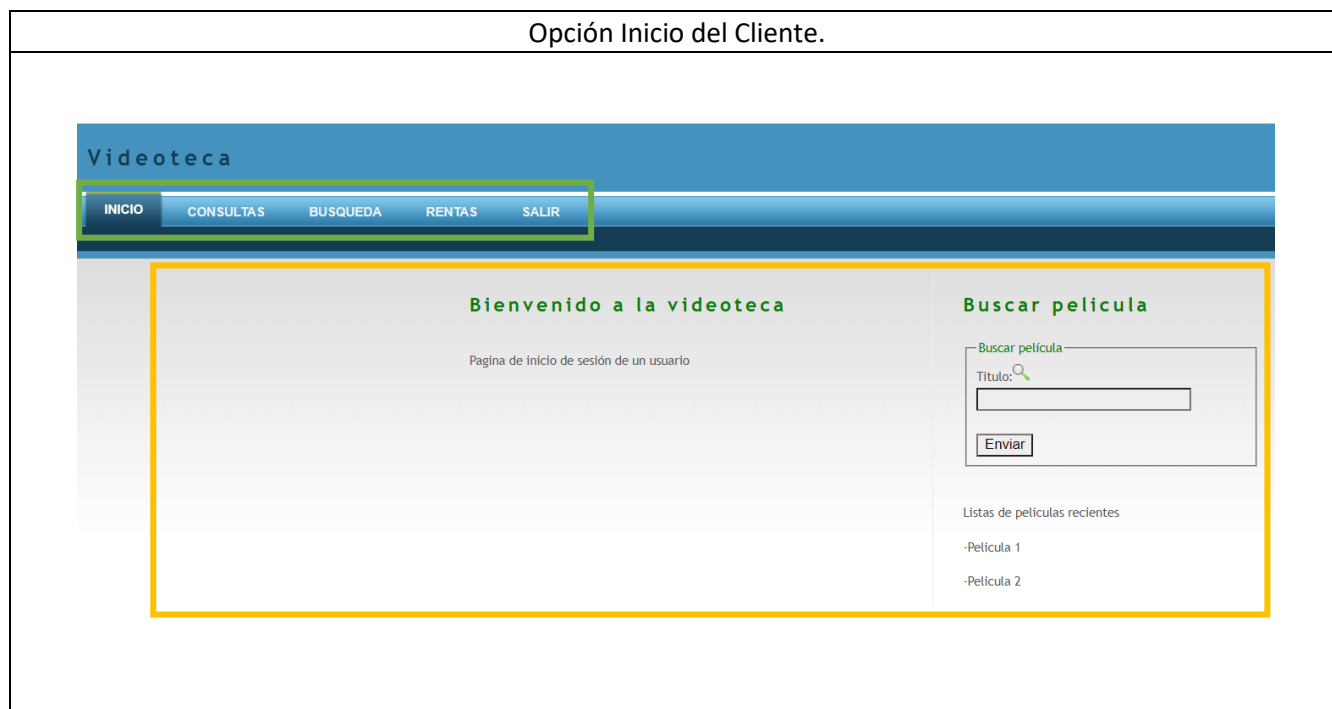 Opción Inicio del Cliente.
Videoteca
INICIO CONSULTAS BUSQUEDA RENTAS SALIR
Bienvenido a la videoteca
Pagina de inicio de sesión de un usuario
Buscar pelicula
Buscar película
Titulo:
Enviar
Listas de peliculas recientes
-Pelicula 1
-Pelicula 2